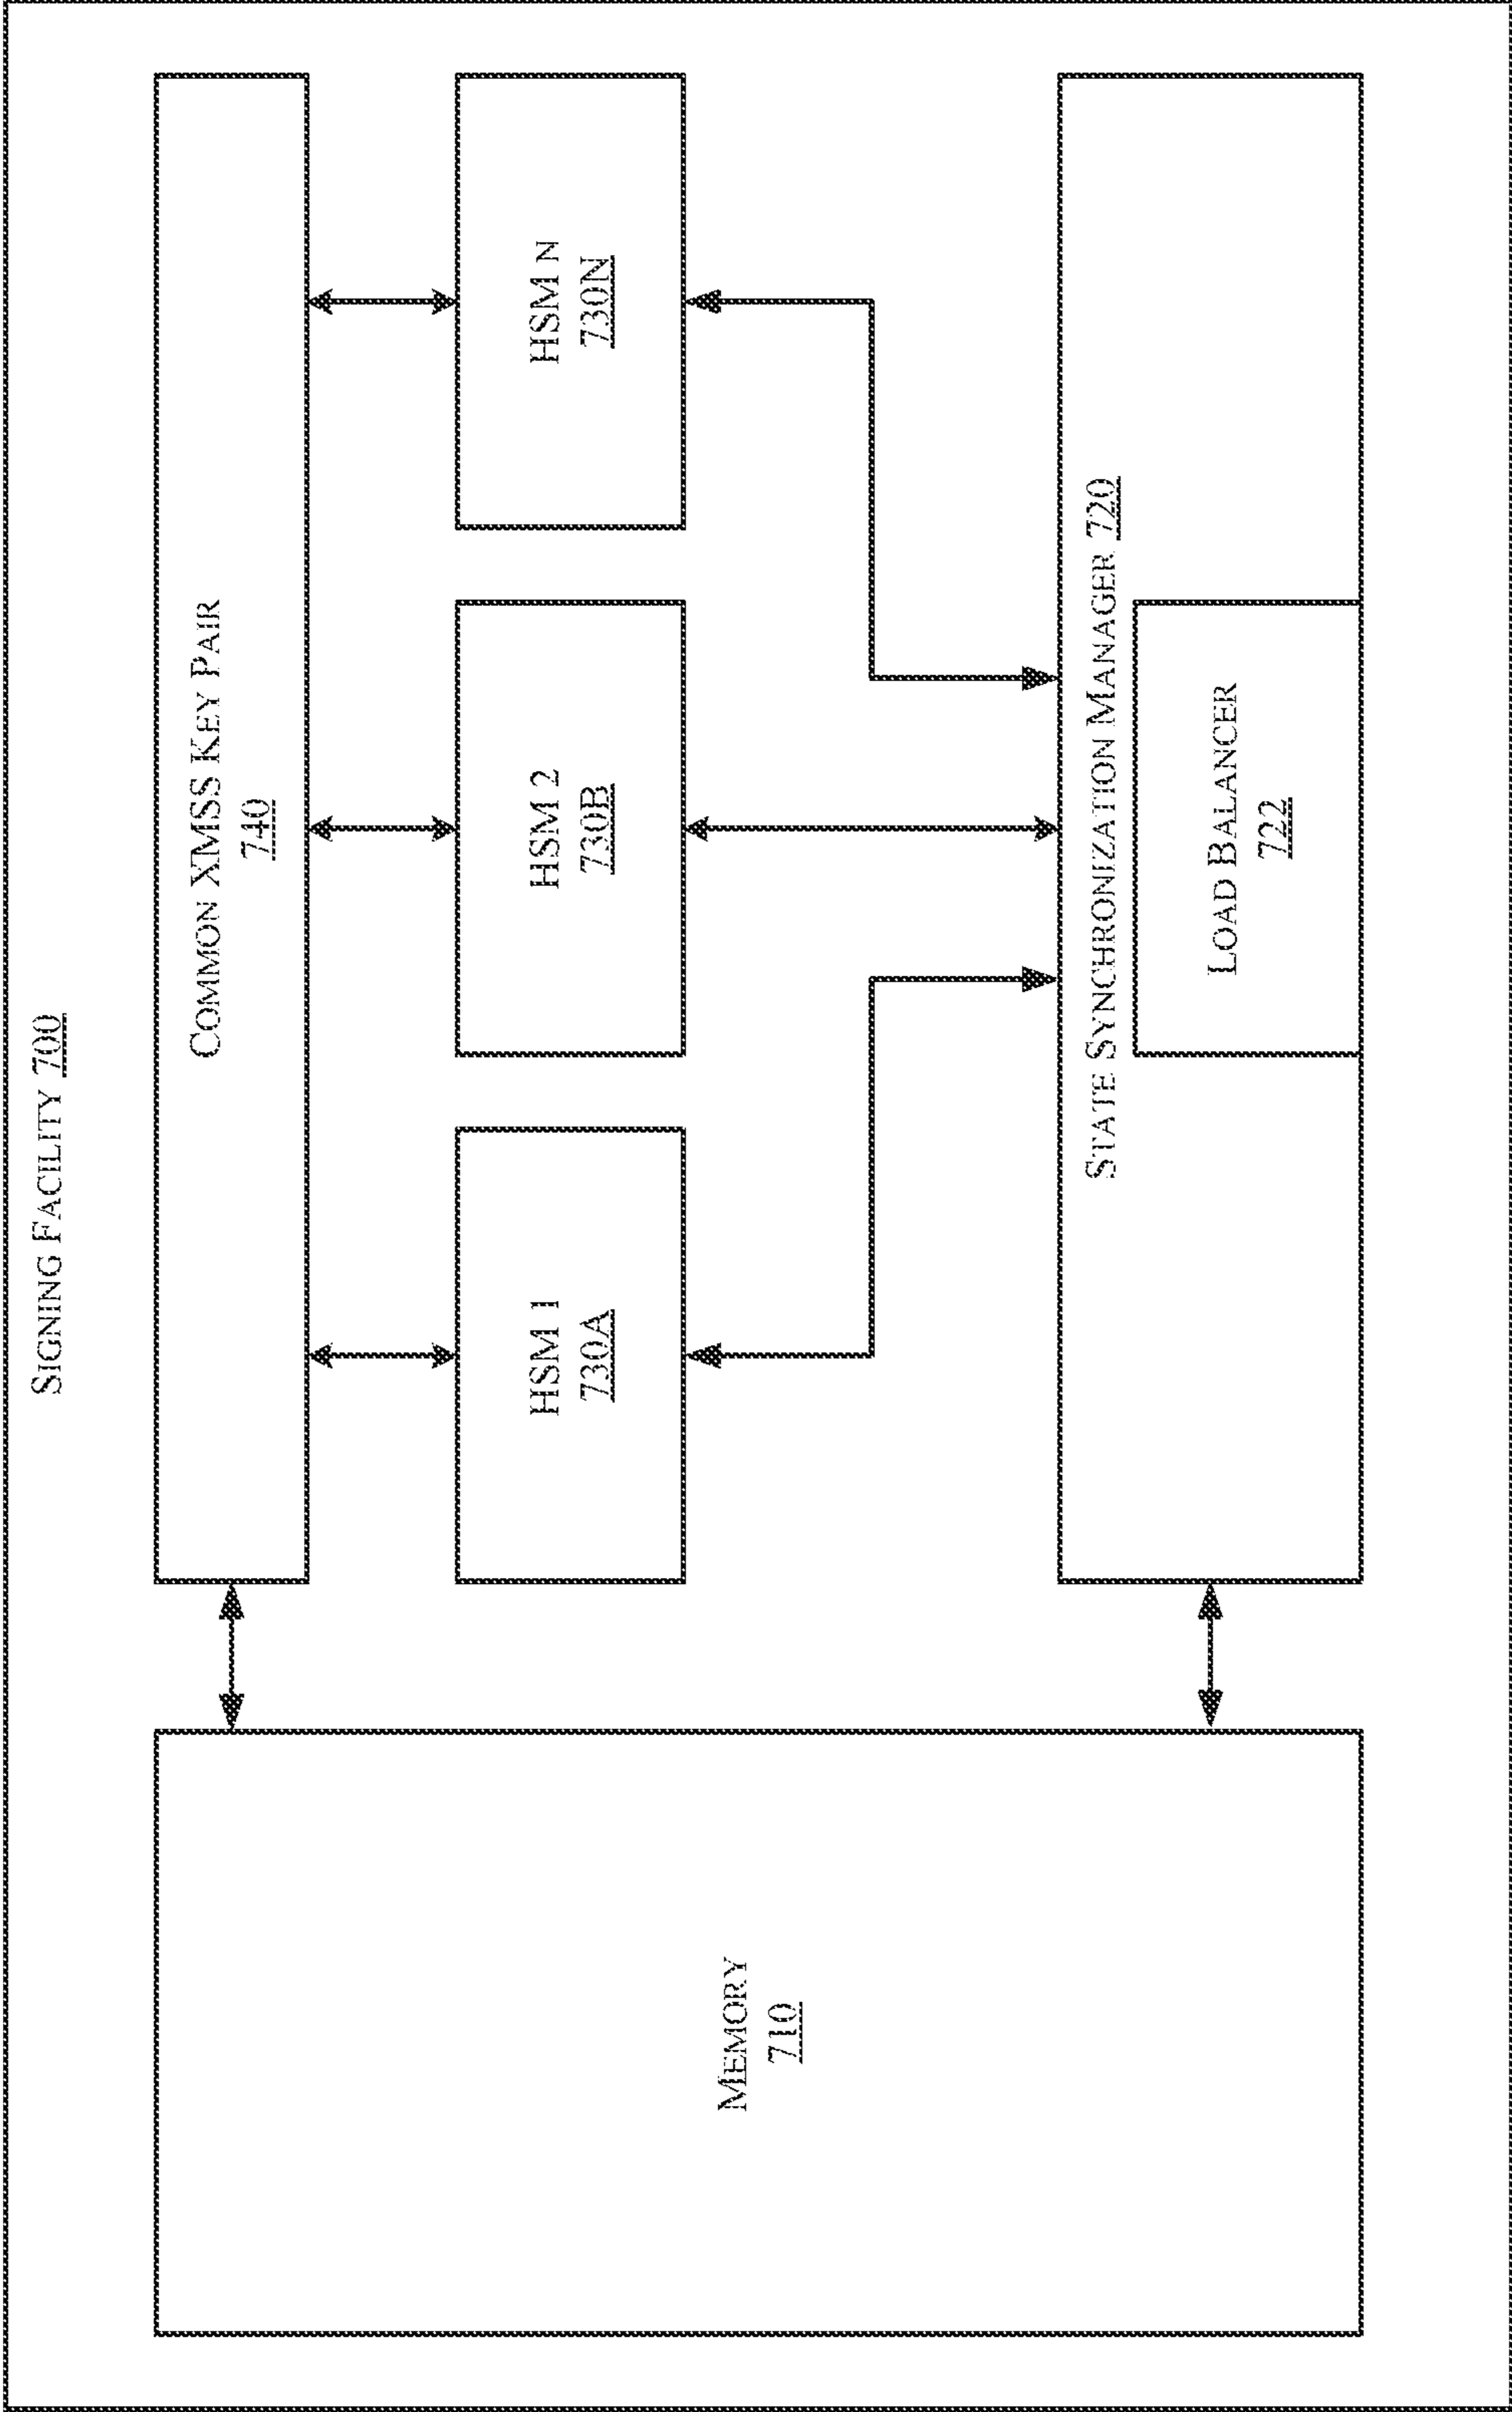 SIGNING FACILITY 700
COMMON XMSS KEY PAIR
740
HSM 1
730A
HSM 2
730B
HSM N
730N
MEMORY
710
STATE SYNCHRONIZATION MANAGER 720
LOAD BALANCER
722